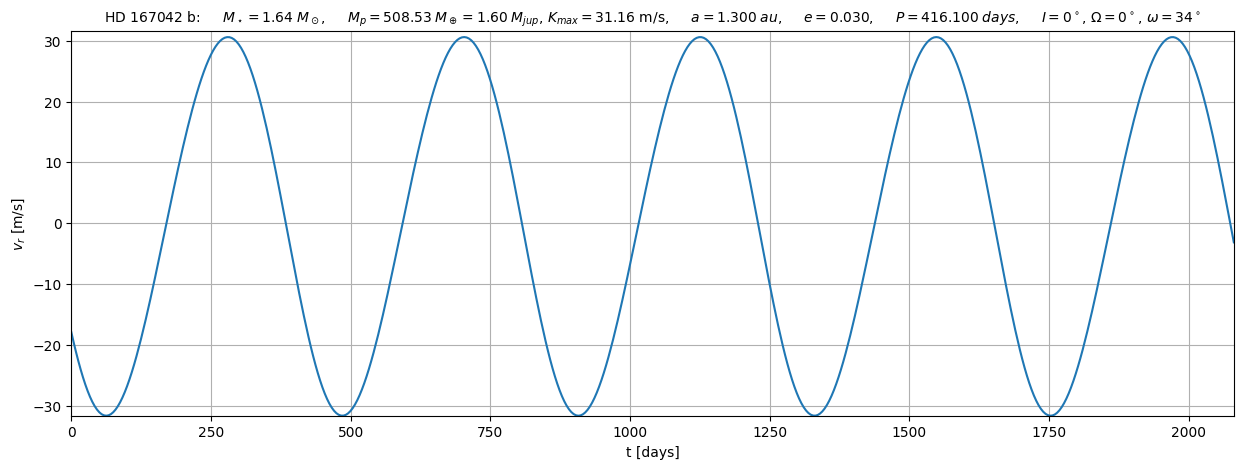 HD 167042 b: M⋆ = 1.64 M⊙, Mp = 508.53 M⊕ = 1.60 Mjup, Kmax = 31.16 m/s, a = 1.300 au, e = 0.030, P = 416.100 days, I = 0°, Ω = 0°, ω = 34°
30
20
10
0
−10
−20
−30
vr [m/s]
0 250 500 750 1000 1250 1500 1750 2000
t [days]